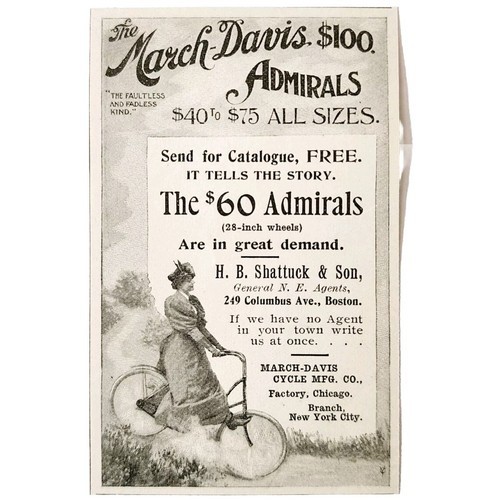 The
March-Davis. $100.
ADMIRALS
"THE FAULTLESS
AND FADLESS
KIND."
$40 TO $75 ALL SIZES.
Send for Catalogue, FREE.
IT TELLS THE STORY.
The $60 Admirals
(28-inch wheels)
Are in great demand.
H. B. Shattuck & Son,
General N. E. Agents,
249 Columbus Ave., Boston.
If we have no Agent
in your town write
us at once. . . .
MARCH-DAVIS
CYCLE MFG. CO.,
Factory, Chicago.
Branch,
New York City.